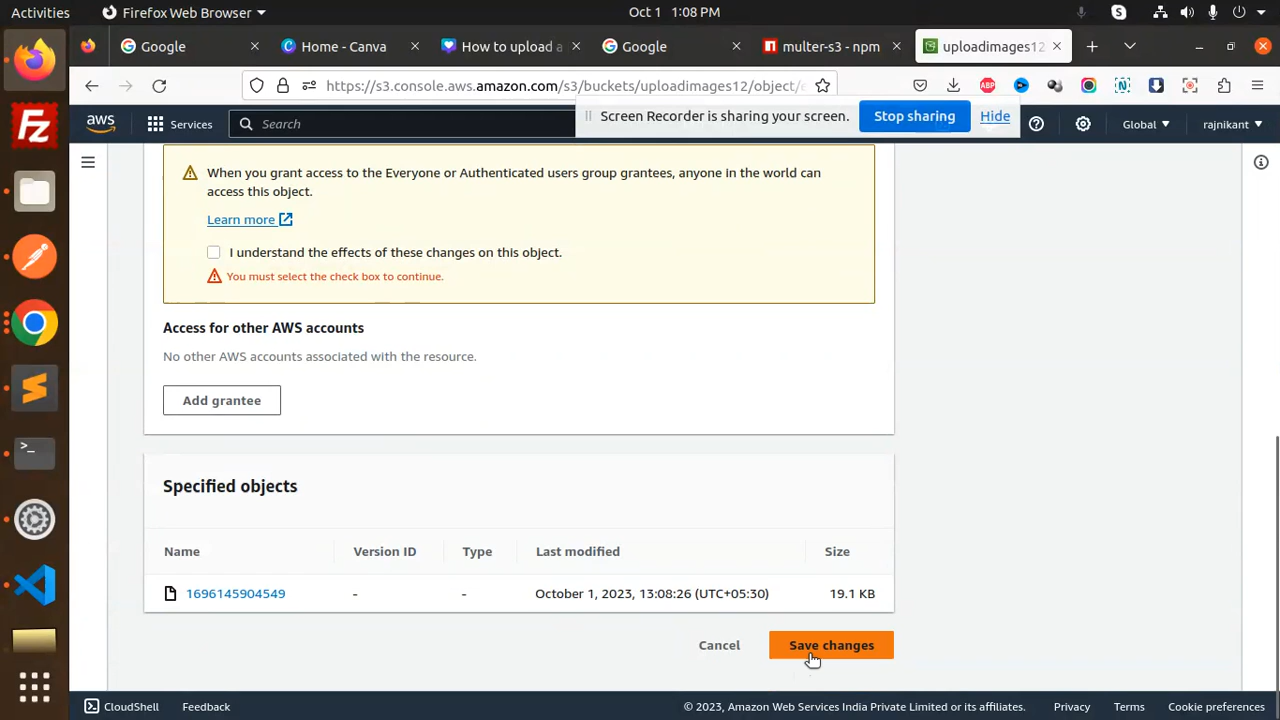 Activities
Firefox Web Browser
Oct 1 1:08 PM
Google
Home - Canva
How to upload a
Google
multer-s3 - npm
uploadimages12
https://s3.console.aws.amazon.com/s3/buckets/uploadimages12/object/
Screen Recorder is sharing your screen.
Stop sharing
Hide
aws
Services
Search
Global
rajnikant
When you grant access to the Everyone or Authenticated users group grantees, anyone in the world can
access this object.
Learn more
I understand the effects of these changes on this object.
You must select the check box to continue.
Access for other AWS accounts
No other AWS accounts associated with the resource.
Add grantee
Specified objects
Name Version ID Type Last modified Size
1696145904549 - - October 1, 2023, 13:08:26 (UTC+05:30) 19.1 KB
Cancel
Save changes
CloudShell
Feedback
© 2023, Amazon Web Services India Private Limited or its affiliates.
Privacy
Terms
Cookie preferences